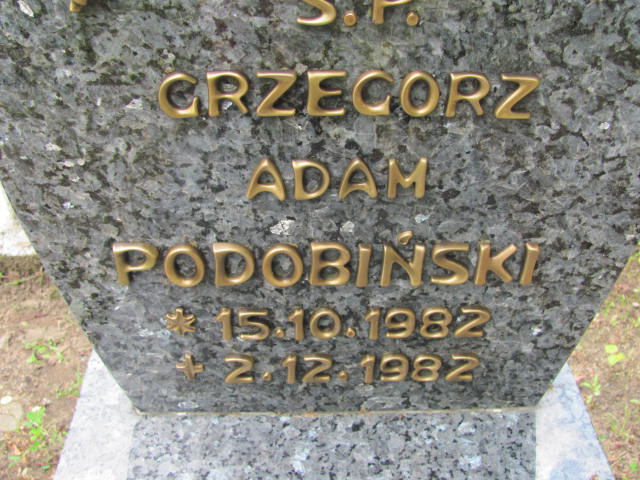 Ś.P.
GRZEGORZ
ADAM
PODOBIŃSKI
* 15.10.1982
+ 2.12.1982